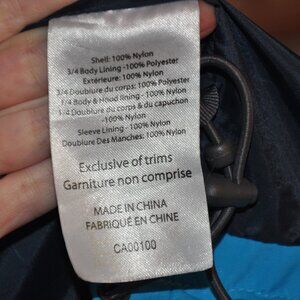 Shell: 100% Nylon
3/4 Body Lining -100% Polyester
Extérieure: 100% Nylon
3/4 Doublure du corps: 100% Polyester
1/4 Body & Hood lining - 100% Nylon
1/4 Doublure du corps & du capuchon
-100% Nylon
Sleeve Lining - 100% Nylon
Doublure Des Manches: 100% Nylon
Exclusive of trims
Garniture non comprise
MADE IN CHINA
FABRIQUÉ EN CHINE
CA00100